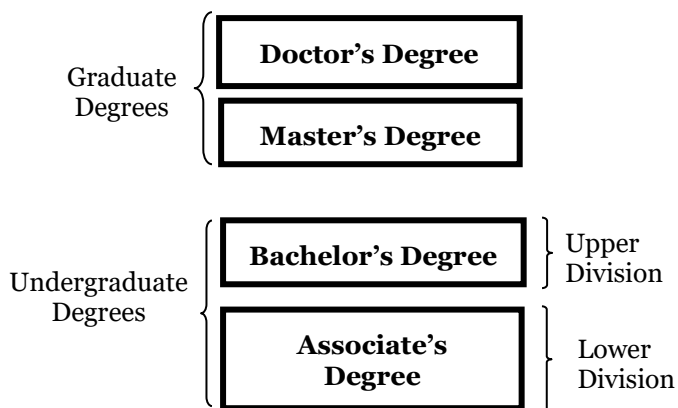 Doctor’s Degree
Graduate
Degrees
Master’s Degree
Bachelor’s Degree
Upper
Division
Undergraduate
Degrees
Associate’s
Degree
Lower
Division